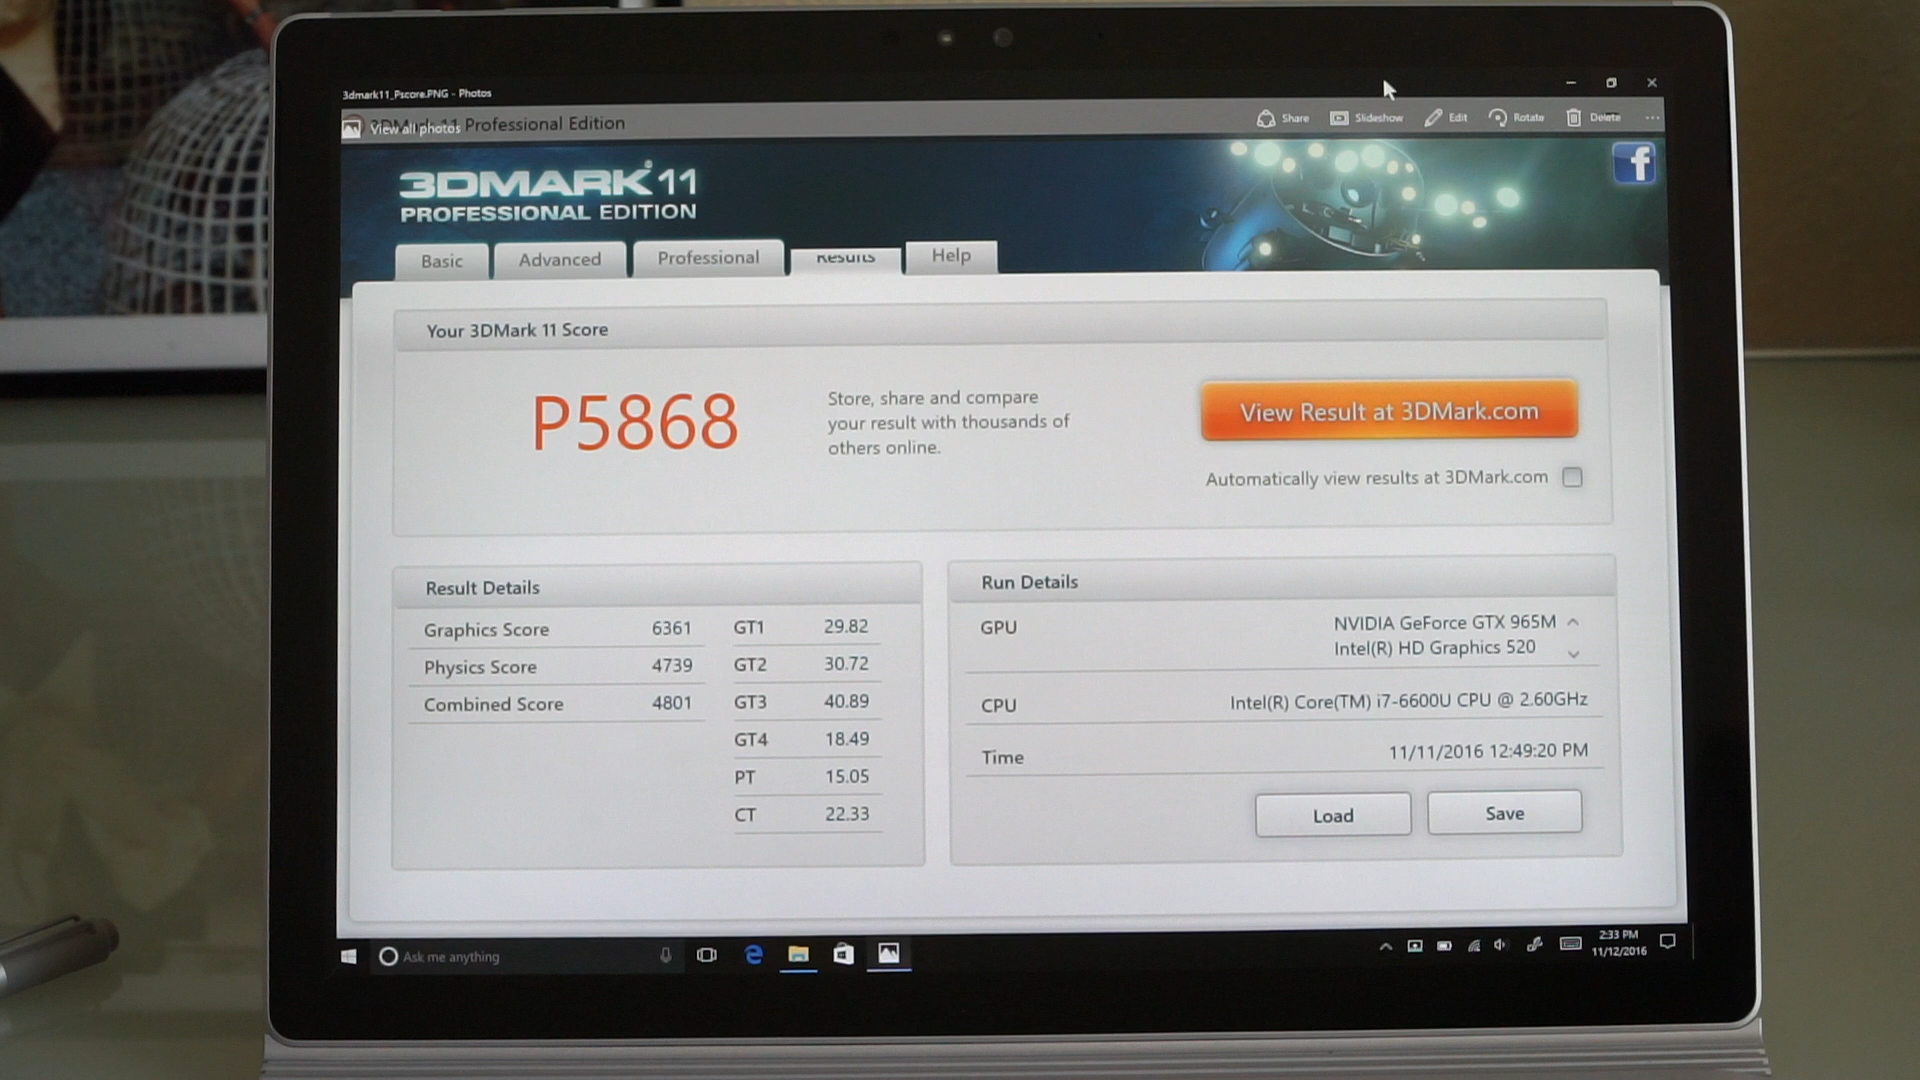 3dmark11_Pscore.PNG - Photos
View all photos
Professional Edition
Share
Slideshow
Edit
Rotate
Delete
...
3DMARK® 11
PROFESSIONAL EDITION
f
Basic
Advanced
Professional
Results
Help
Your 3DMark 11 Score
P5868
Store, share and compare
your result with thousands of
others online.
View Result at 3DMark.com
Automatically view results at 3DMark.com
Result Details
Graphics Score 6361
Physics Score 4739
Combined Score 4801
GT1 29.82
GT2 30.72
GT3 40.89
GT4 18.49
PT 15.05
CT 22.33
Run Details
GPU NVIDIA GeForce GTX 965M
Intel(R) HD Graphics 520
CPU Intel(R) Core(TM) i7-6600U CPU @ 2.60GHz
Time 11/11/2016 12:49:20 PM
Load
Save
Ask me anything
2:33 PM
11/12/2016